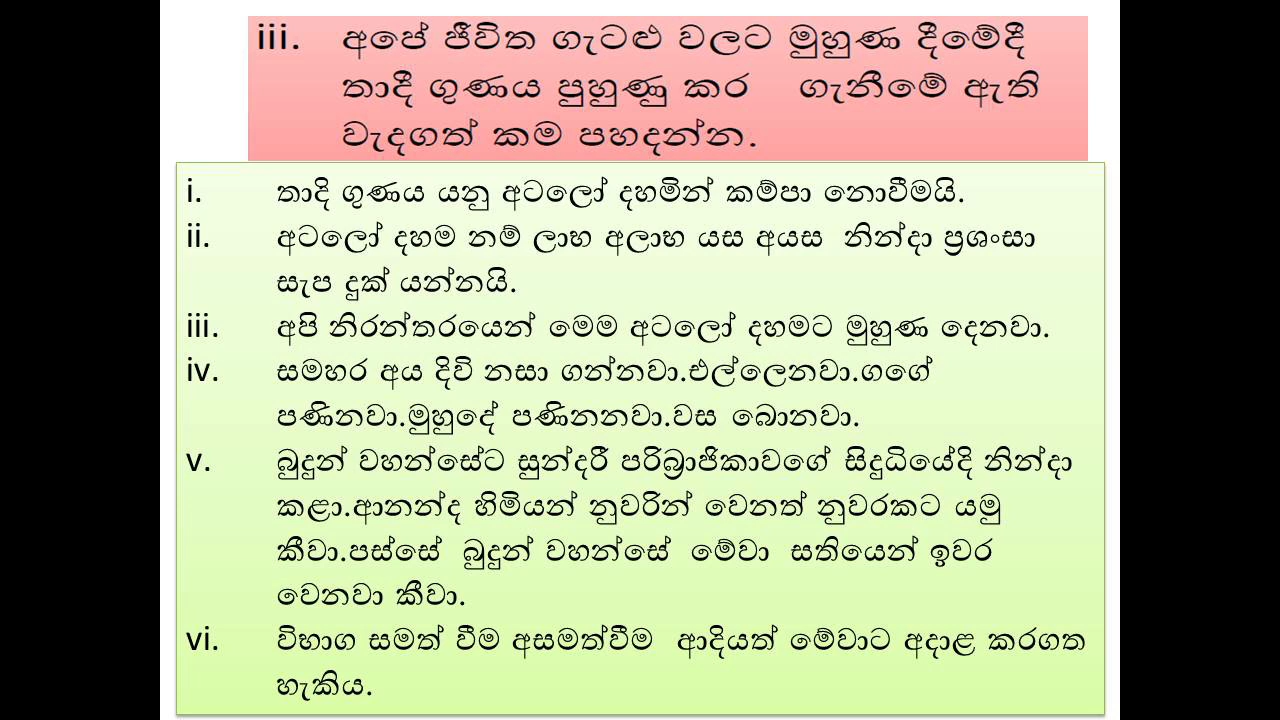 iii. අපේ ජීවිත ගැටළු වලට මුහුණ දීමේදී
තාදී ගුණය පුහුණු කර ගැනීමේ ඇති
වැදගත් කම පහදන්න.
i. තාදි ගුණය යනු අටලෝ දහමින් කම්පා නොවීමයි.
ii. අටලෝ දහම නම් ලාභ අලාභ යස අයස නින්දා ප්‍රශංසා
සැප දුක් යන්නයි.
iii. අපි නිරන්තරයෙන් මෙම අටලෝ දහමට මුහුණ දෙනවා.
iv. සමහර අය දිවි නසා ගන්නවා.එල්ලෙනවා.ගගේ
පණිනවා.මුහුදේ පණිනනවා.වස බොනවා.
v. බුදුන් වහන්සේට සුන්දරී පරිබ්‍රාජිකාවගේ සිදුධියේදි නින්දා
කළා.ආනන්ද හිමියන් නුවරින් වෙනත් නුවරකට යමු
කීවා.පස්සේ බුදුන් වහන්සේ මේවා සතියෙන් ඉවර
වෙනවා කීවා.
vi. විභාග සමත් වීම අසමත්වීම ආදියත් මේවාට අදාළ කරගත
හැකිය.